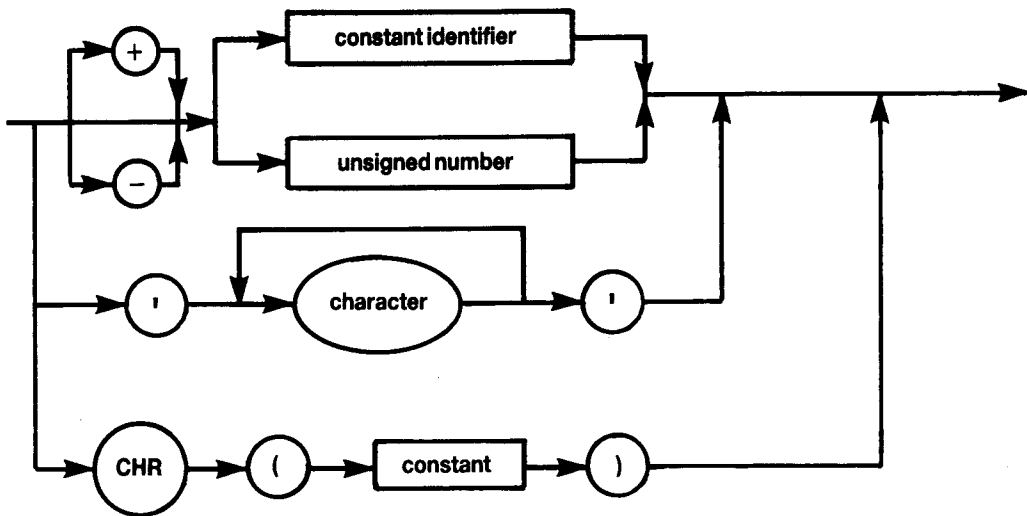 +
constant identifier
−
unsigned number
' character '
CHR ( constant )